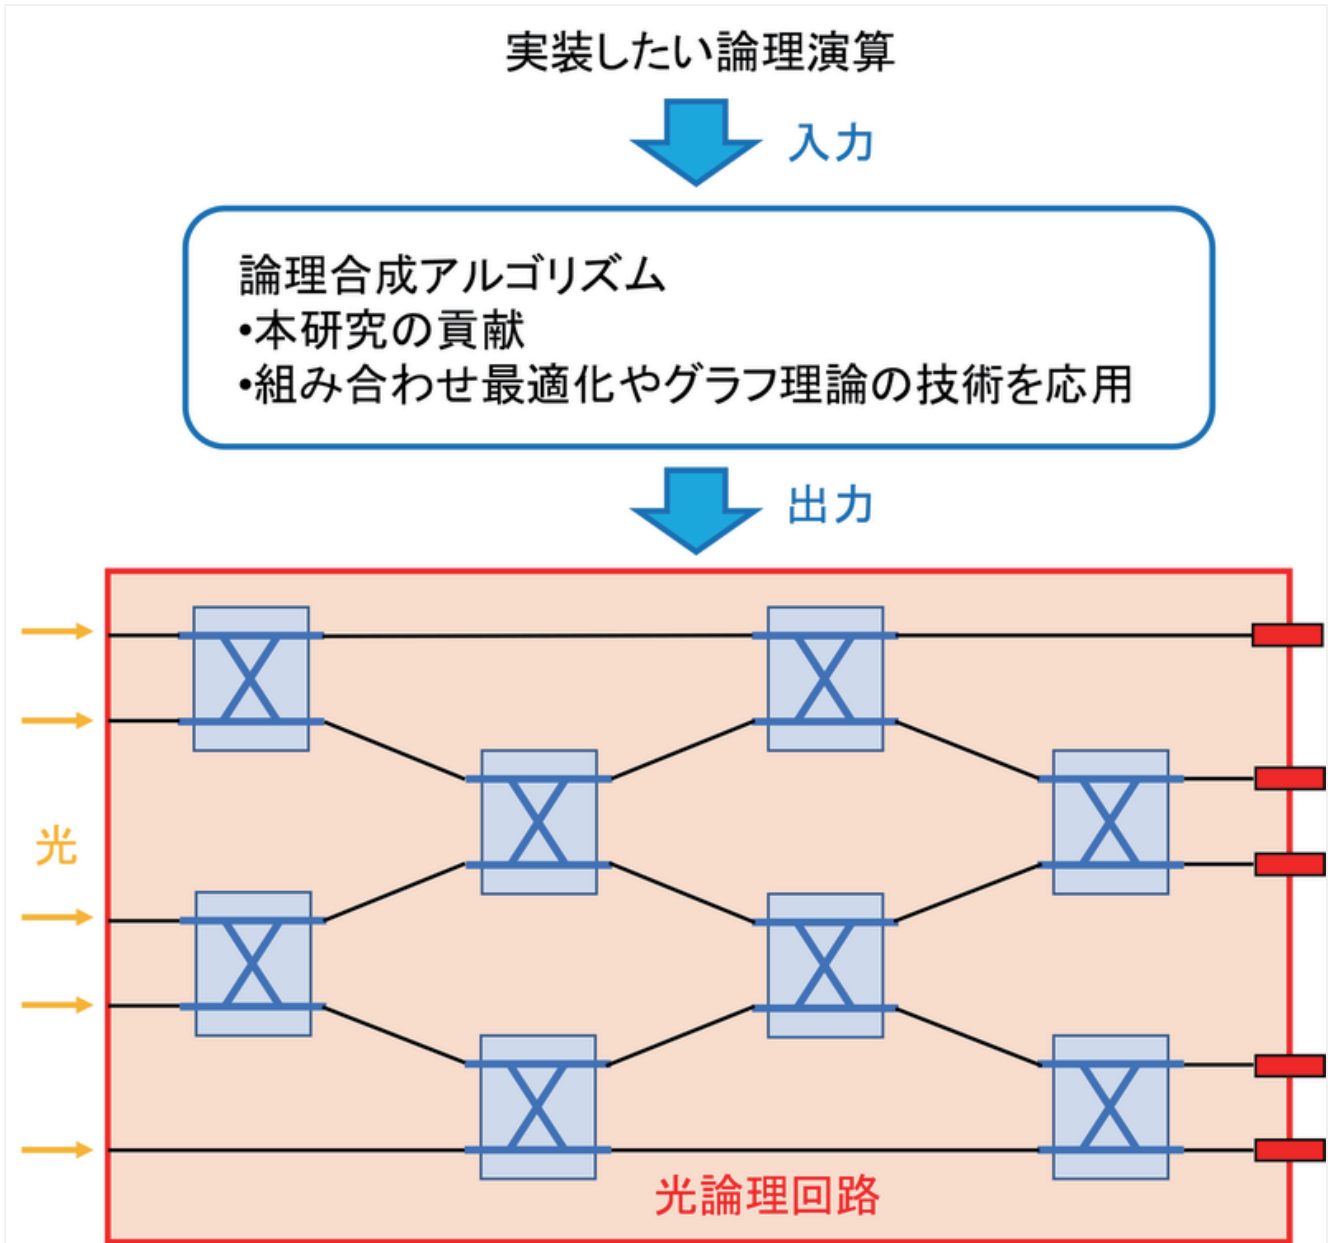 実装したい論理演算
入力
論理合成アルゴリズム
•本研究の貢献
•組み合わせ最適化やグラフ理論の技術を応用
出力
光
光論理回路